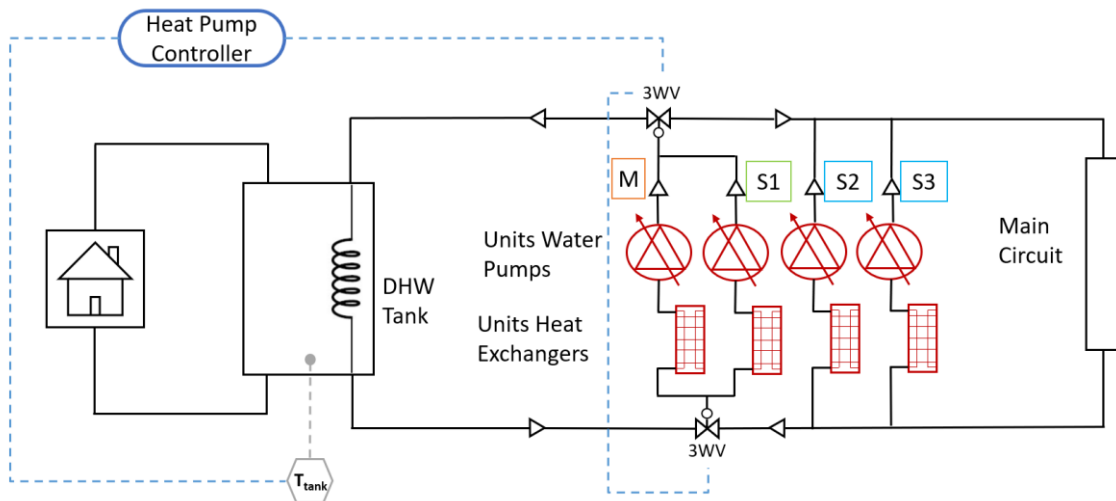 Heat Pump
Controller
3WV
M
S1
S2
S3
Units Water
Pumps
Main
Circuit
DHW
Tank
Units Heat
Exchangers
3WV
Ttank